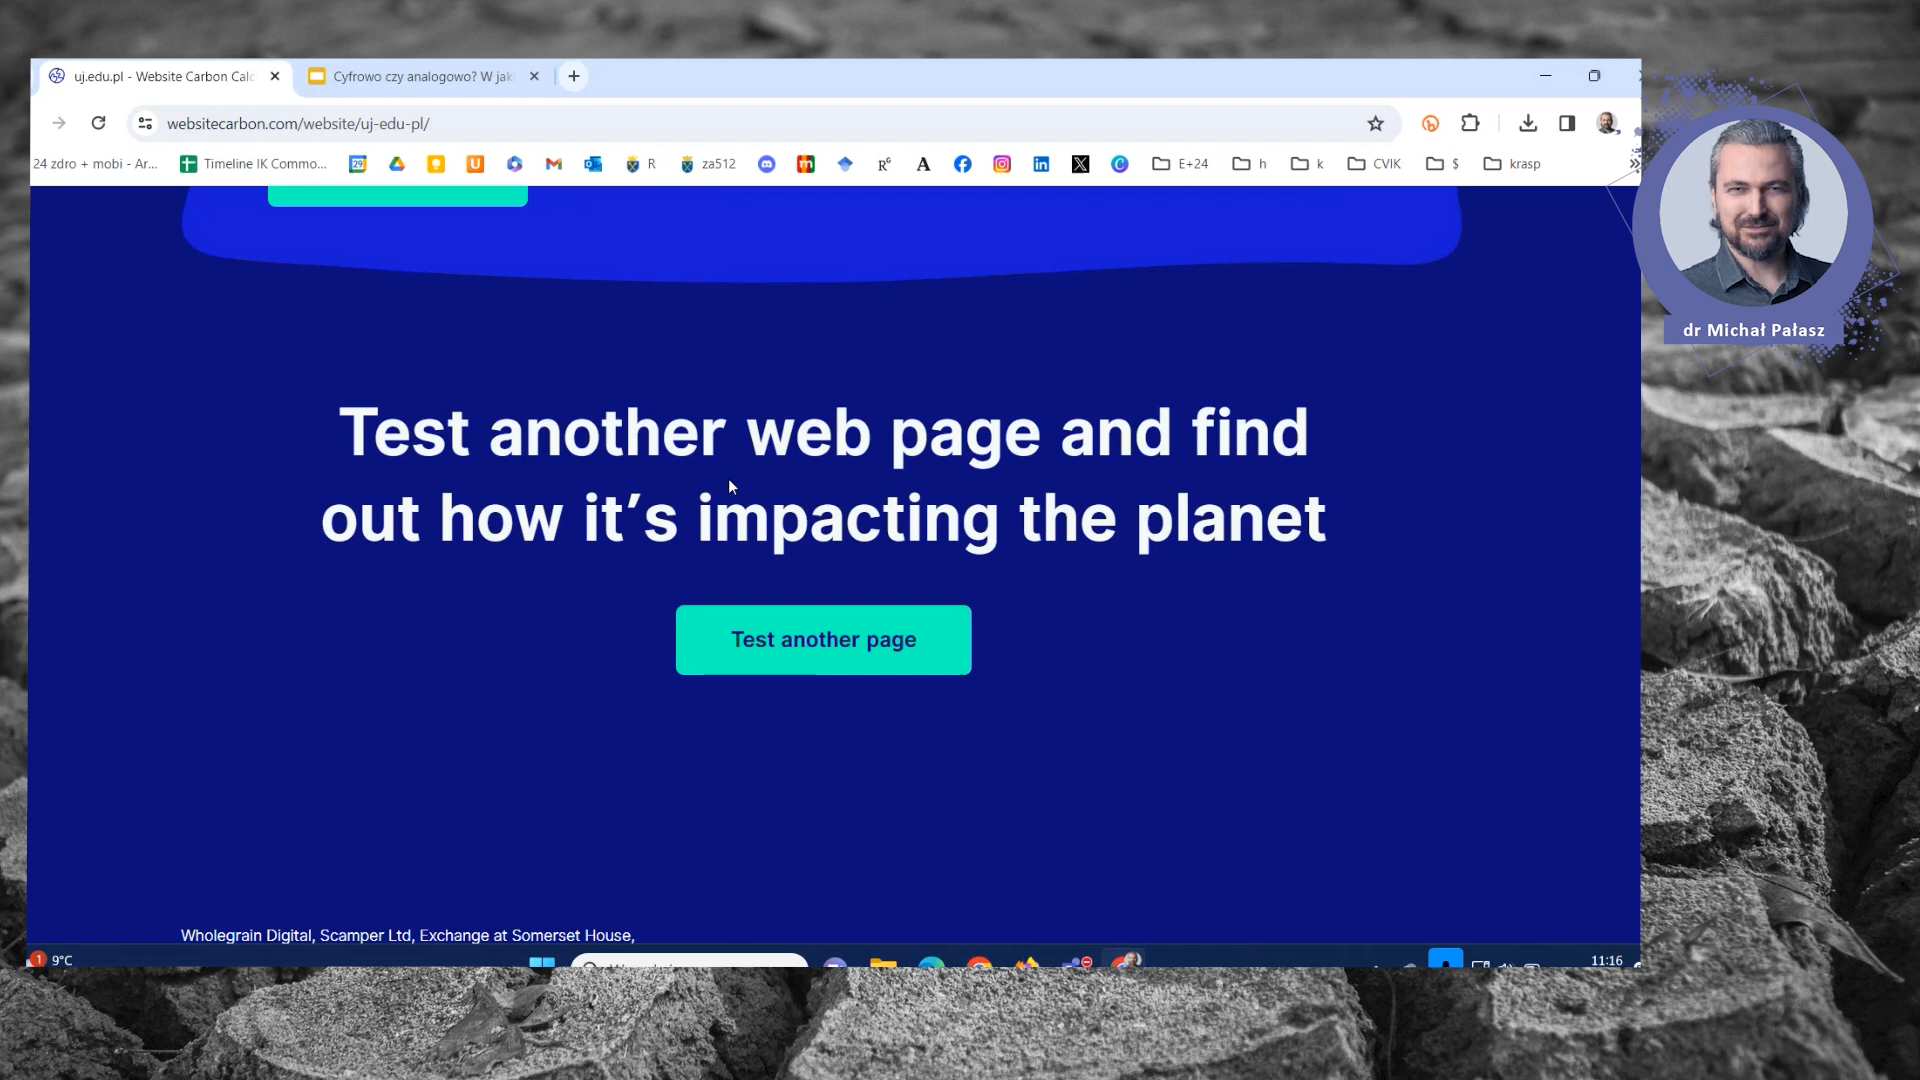 uj.edu.pl - Website Carbon Calc
Cyfrowo czy analogowo? W jaki
websitecarbon.com/website/uj-edu-pl/
24 zdro + mobi - Ar...
Timeline IK Commo...
R
za512
E+24
h
k
CVIK
$
krasp
dr Michał Pałasz
Test another web page and find
out how it's impacting the planet
Test another page
Wholegrain Digital, Scamper Ltd, Exchange at Somerset House,
1
9°C
11:16